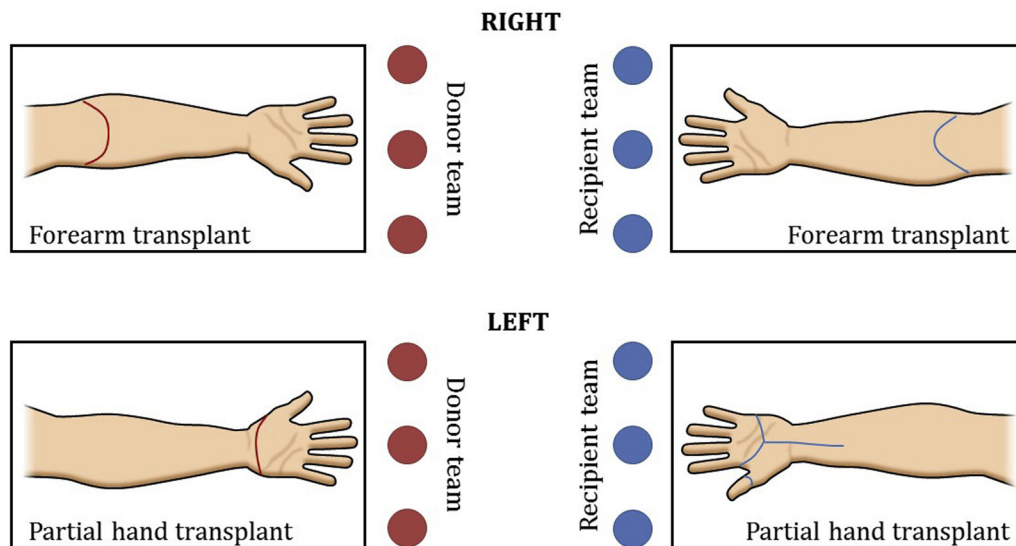 RIGHT
Donor team
Forearm transplant
Recipient team
Forearm transplant
LEFT
Donor team
Partial hand transplant
Recipient team
Partial hand transplant